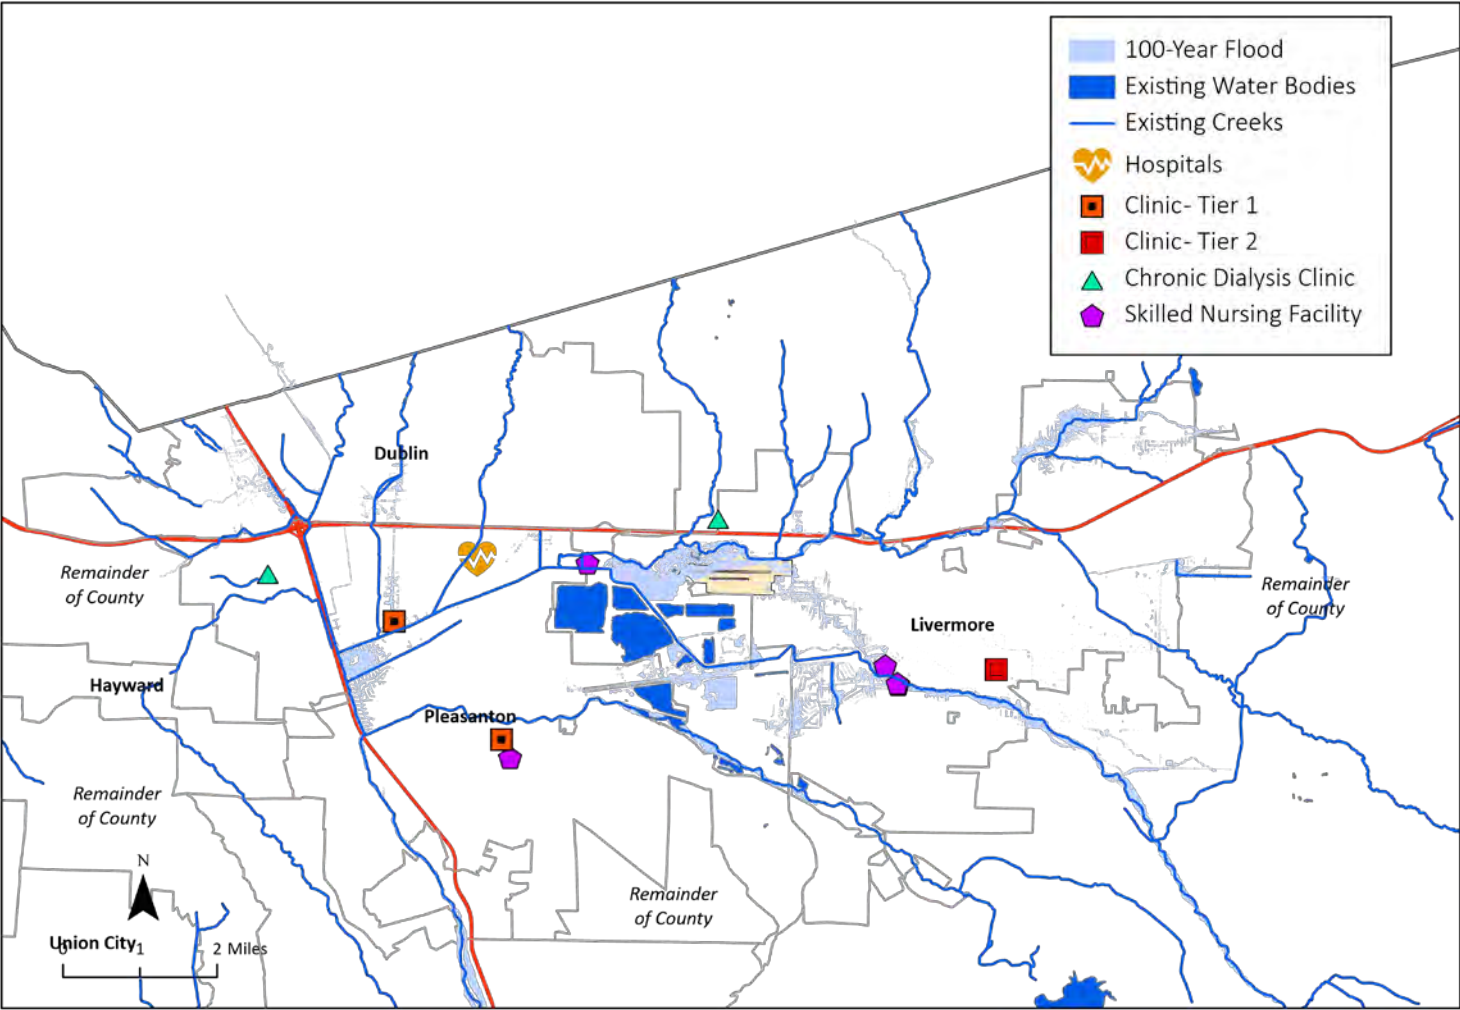 100-Year Flood
Existing Water Bodies
Existing Creeks
Hospitals
Clinic- Tier 1
Clinic- Tier 2
Chronic Dialysis Clinic
Skilled Nursing Facility
Dublin
Remainder
of County
Remainder
of County
Livermore
Hayward
Pleasanton
Remainder
of County
Remainder
of County
N
Union City
0 1 2 Miles